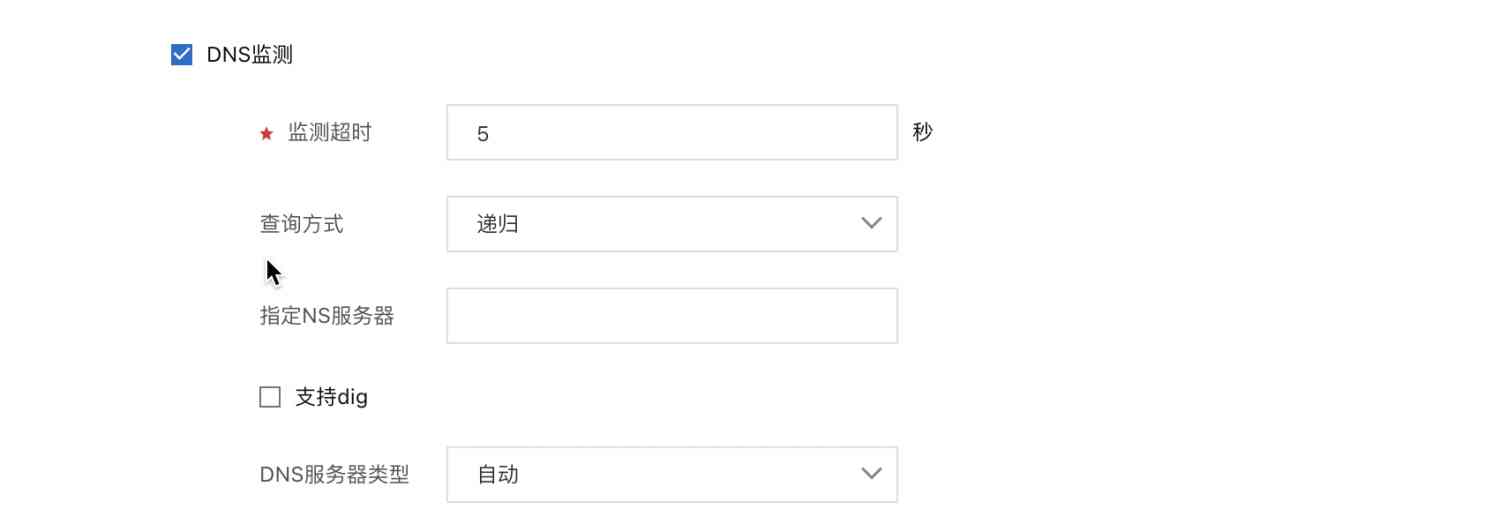 DNS监测
监测超时 5 秒
查询方式 递归
指定NS服务器
支持dig
DNS服务器类型 自动